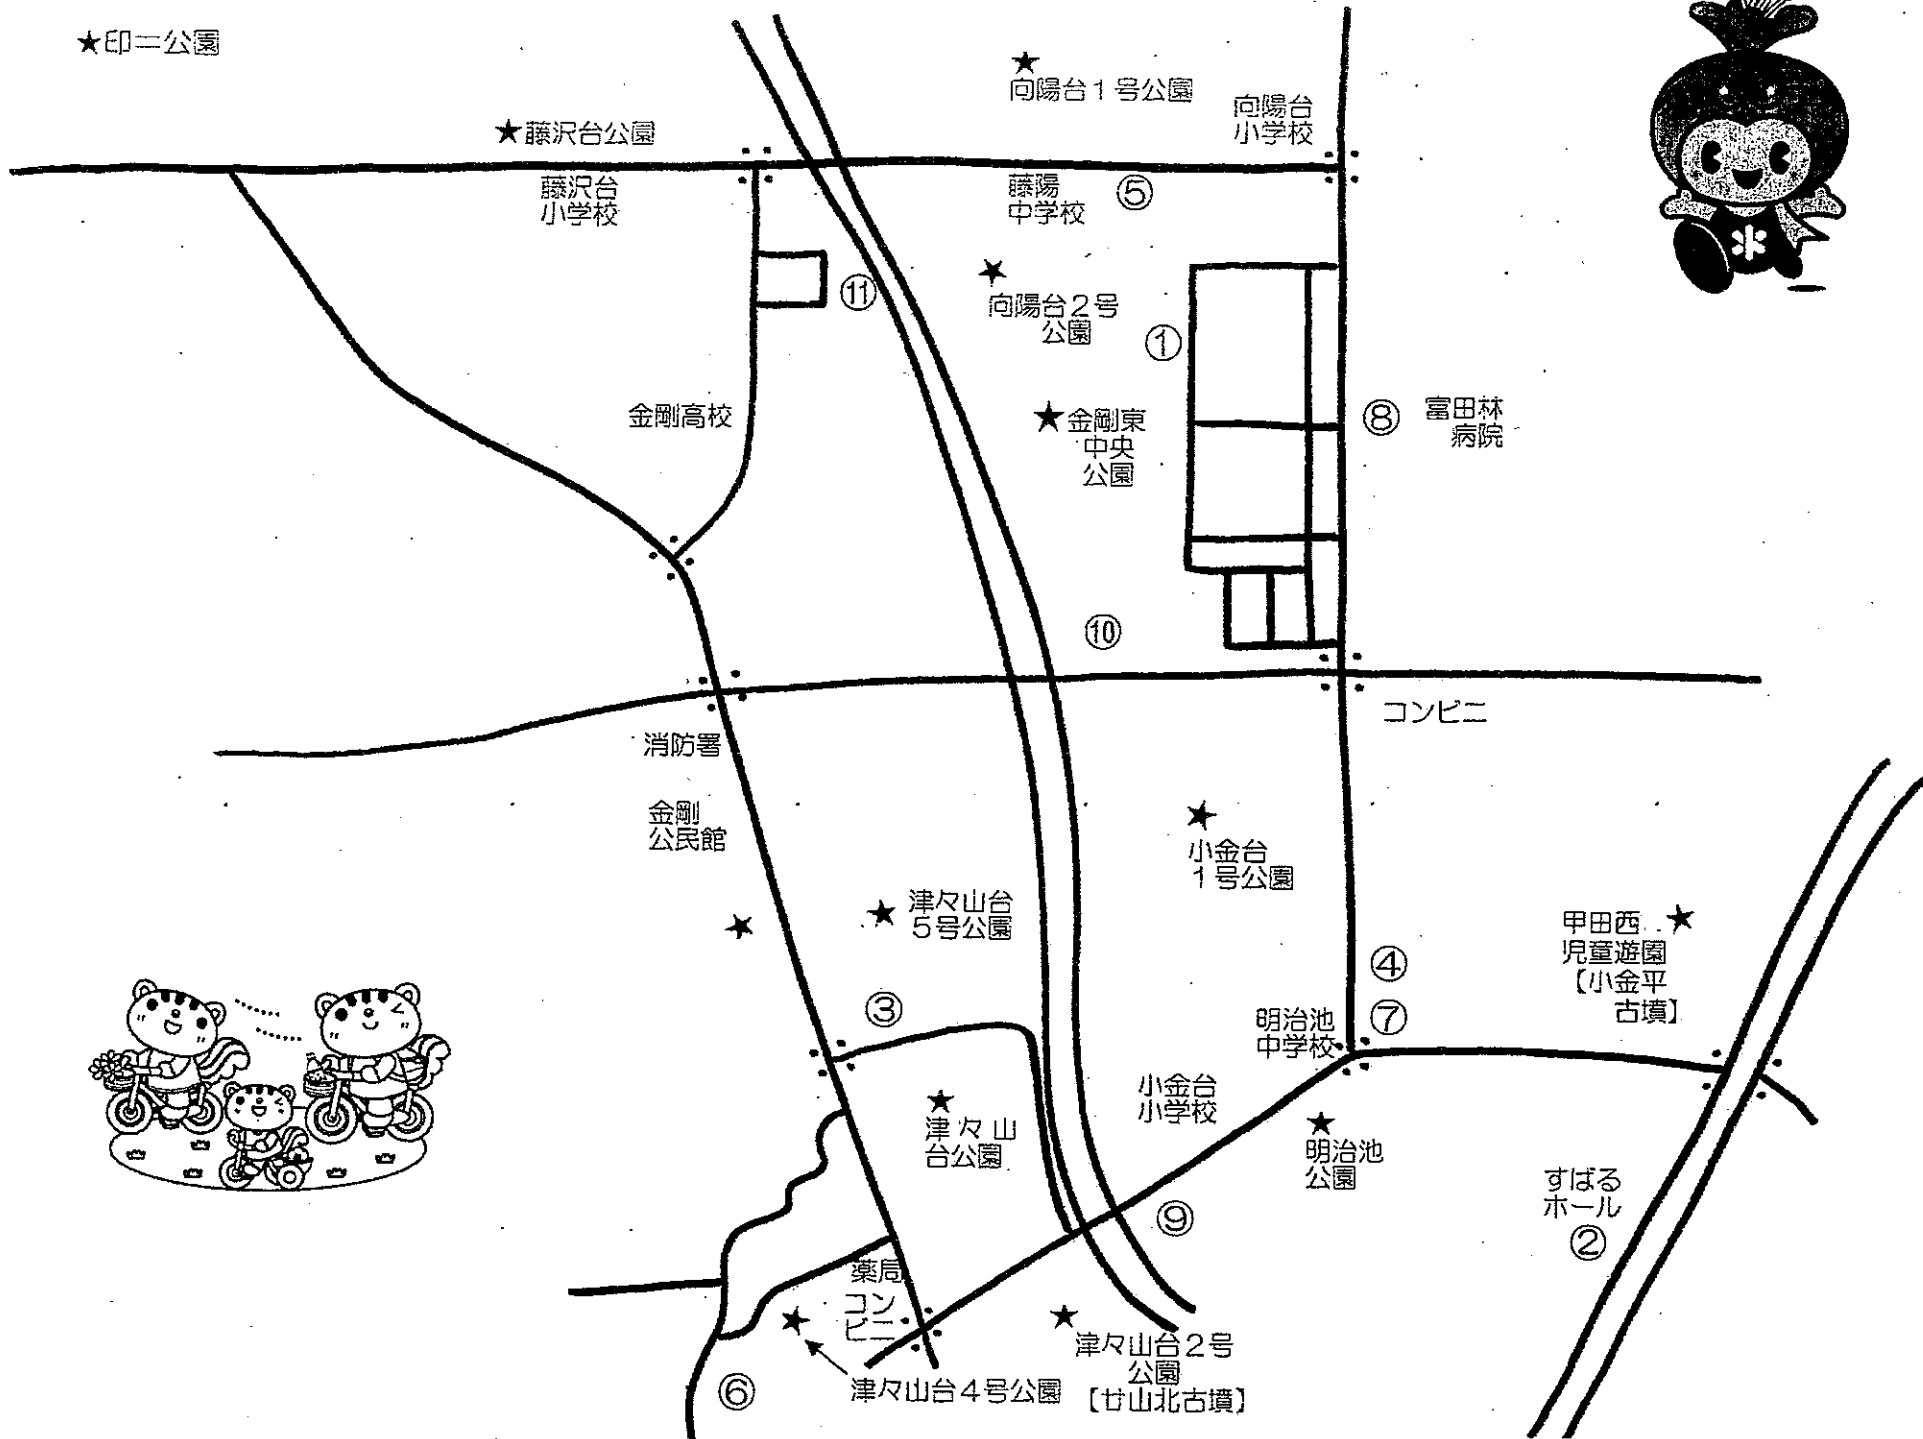 ★印＝公園
★
向陽台１号公園
向陽台
小学校
★藤沢台公園
藤沢台
小学校
藤陽
中学校
⑤
★
向陽台２号
公園
⑪
①
金剛高校
★金剛東
中央
公園
⑧
富田林
病院
⑩
コンビニ
消防署
金剛
公民館
★
小金台
１号公園
★
★
津々山台
５号公園
甲田西
児童遊園
【小金平
古墳】
★
④
⑦
③
明治池
中学校
小金台
小学校
★
津々山
台公園
★
明治池
公園
すばる
ホール
②
⑨
薬局
コン
ビニ
★
津々山台４号公園
★
津々山台２号
公園
【廿山北古墳】
⑥